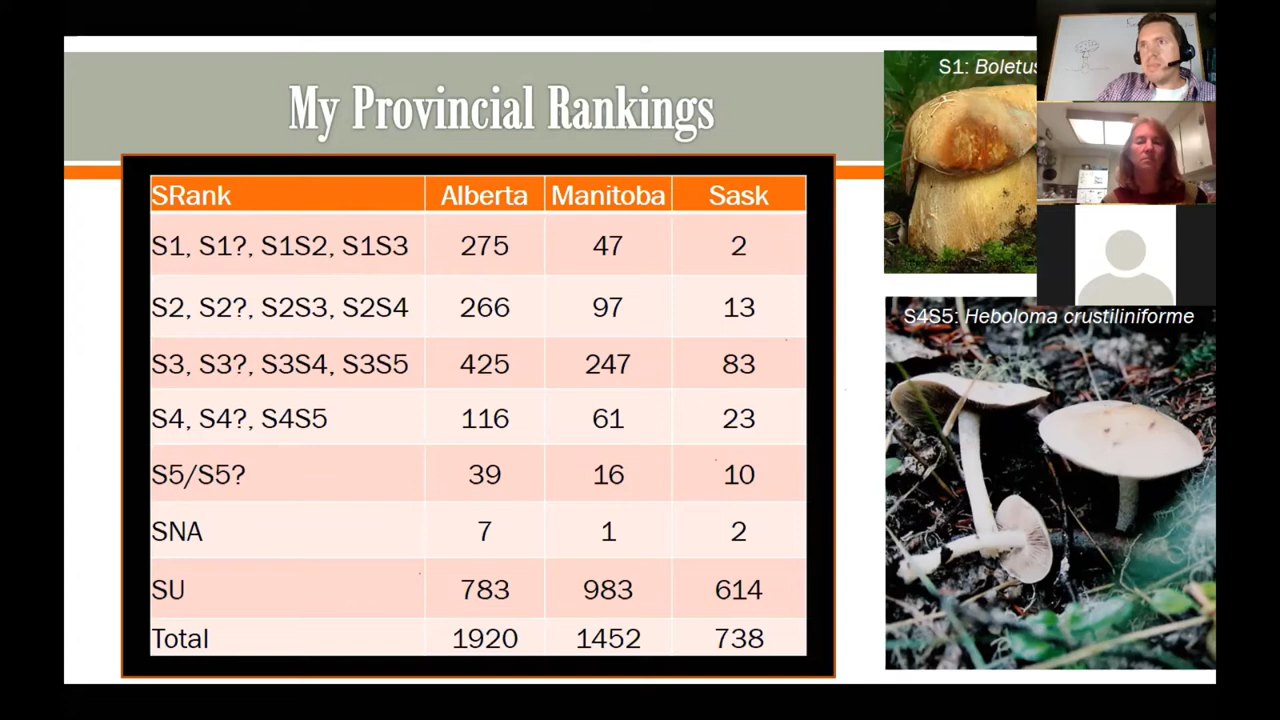 My Provincial Rankings
SRank Alberta Manitoba Sask
S1, S1?, S1S2, S1S3 275 47 2
S2, S2?, S2S3, S2S4 266 97 13
S3, S3?, S3S4, S3S5 425 247 83
S4, S4?, S4S5 116 61 23
S5/S5? 39 16 10
SNA 7 1 2
SU 783 983 614
Total 1920 1452 738
S1: Boletus
S4S5: Heboloma crustiliniforme